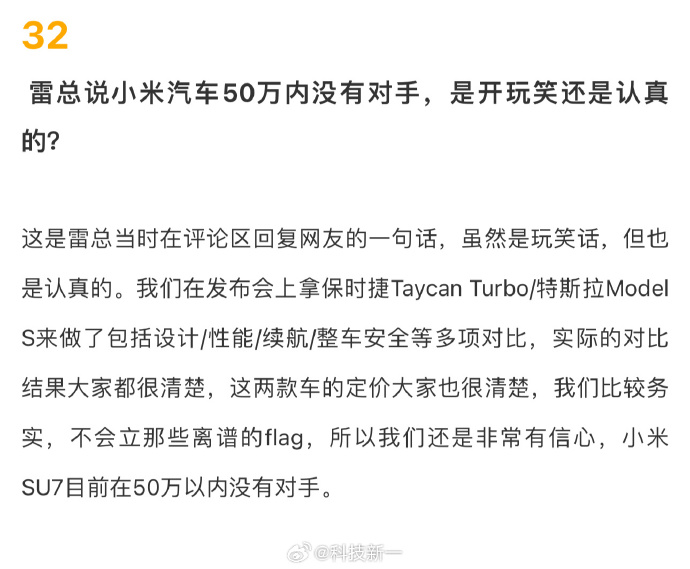 32
雷总说小米汽车50万内没有对手，是开玩笑还是认真
的？
这是雷总当时在评论区回复网友的一句话，虽然是玩笑话，但也
是认真的。我们在发布会上拿保时捷Taycan Turbo/特斯拉Model
S来做了包括设计/性能/续航/整车安全等多项对比，实际的对比
结果大家都很清楚，这两款车的定价大家也很清楚，我们比较务
实，不会立那些离谱的flag，所以我们还是非常有信心，小米
SU7目前在50万以内没有对手。
@科技新一